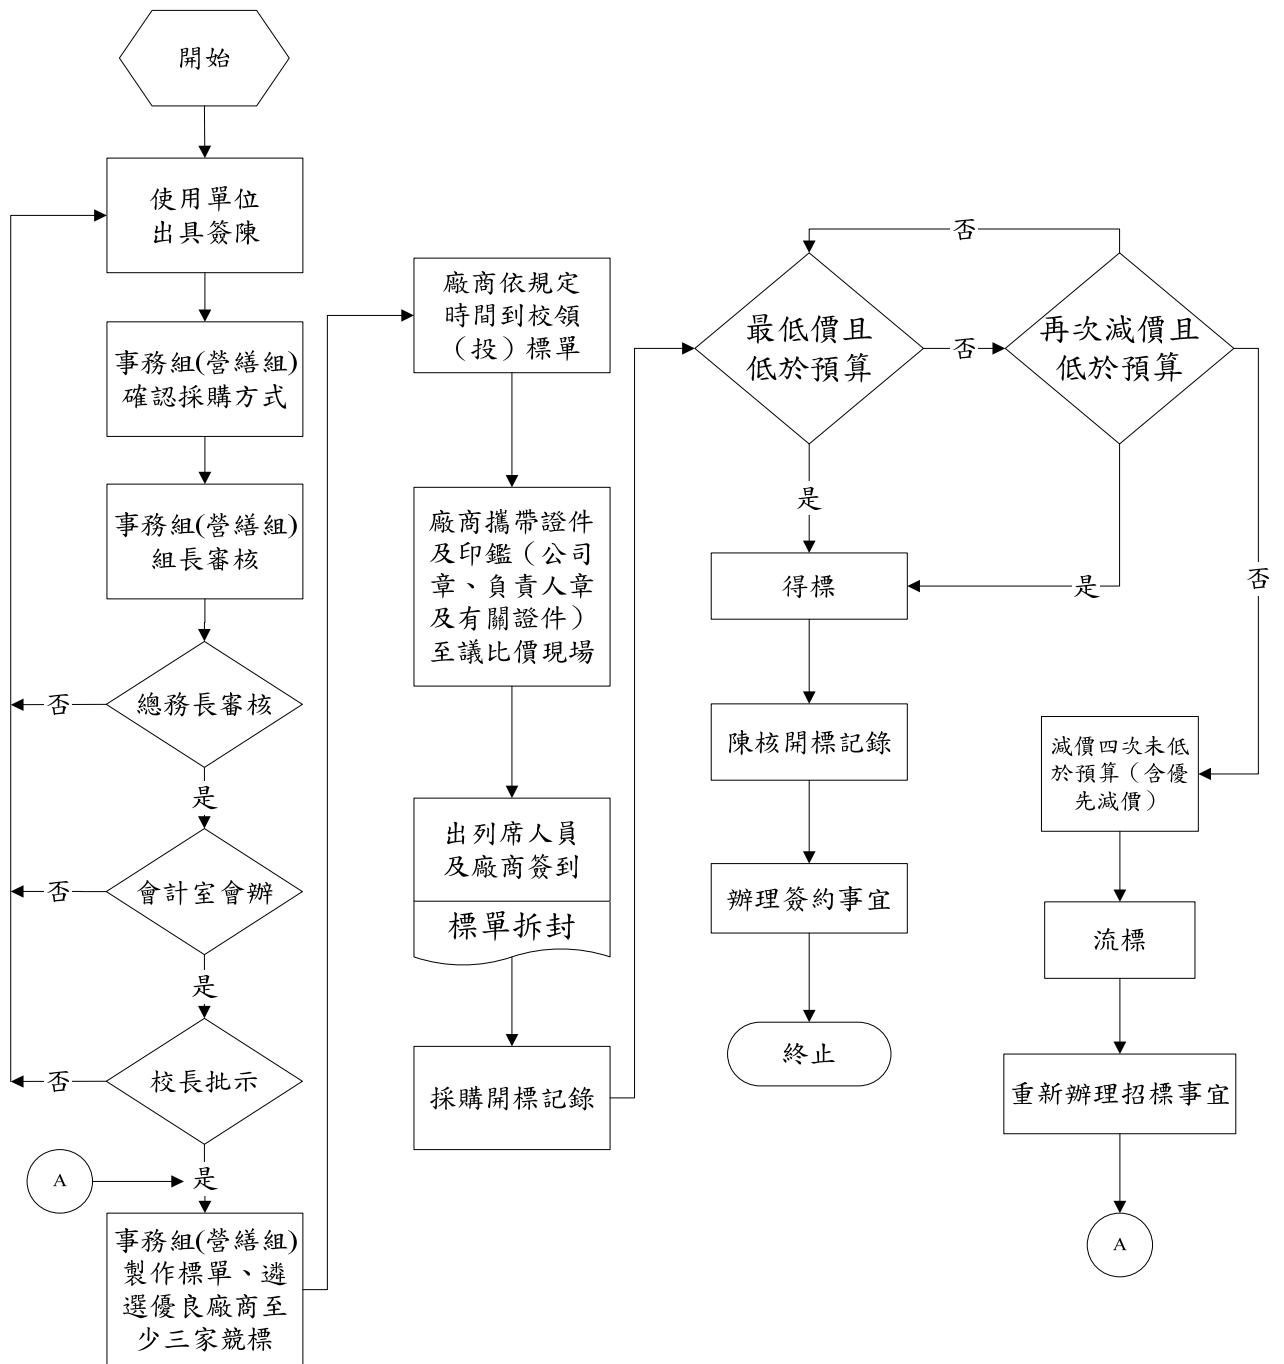 開始
使用單位
出具簽陳
事務組(營繕組)
確認採購方式
事務組(營繕組)
組長審核
總務長審核
否
是
會計室會辦
否
是
校長批示
否
是
A
事務組(營繕組)
製作標單、遴
選優良廠商至
少三家競標
廠商依規定
時間到校領
（投）標單
廠商攜帶證件
及印鑑（公司
章、負責人章
及有關證件）
至議比價現場
出列席人員
及廠商簽到
標單拆封
採購開標記錄
最低價且
低於預算
否
是
再次減價且
低於預算
否
是
否
得標
陳核開標記錄
辦理簽約事宜
終止
減價四次未低
於預算（含優
先減價）
流標
重新辦理招標事宜
A